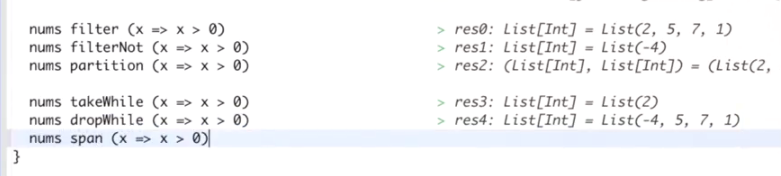 nums filter (x => x > 0) > res0: List[Int] = List(2, 5, 7, 1)
nums filterNot (x => x > 0) > res1: List[Int] = List(-4)
nums partition (x => x > 0) > res2: (List[Int], List[Int]) = (List(2,
nums takeWhile (x => x > 0) > res3: List[Int] = List(2)
nums dropWhile (x => x > 0) > res4: List[Int] = List(-4, 5, 7, 1)
nums span (x => x > 0)
}